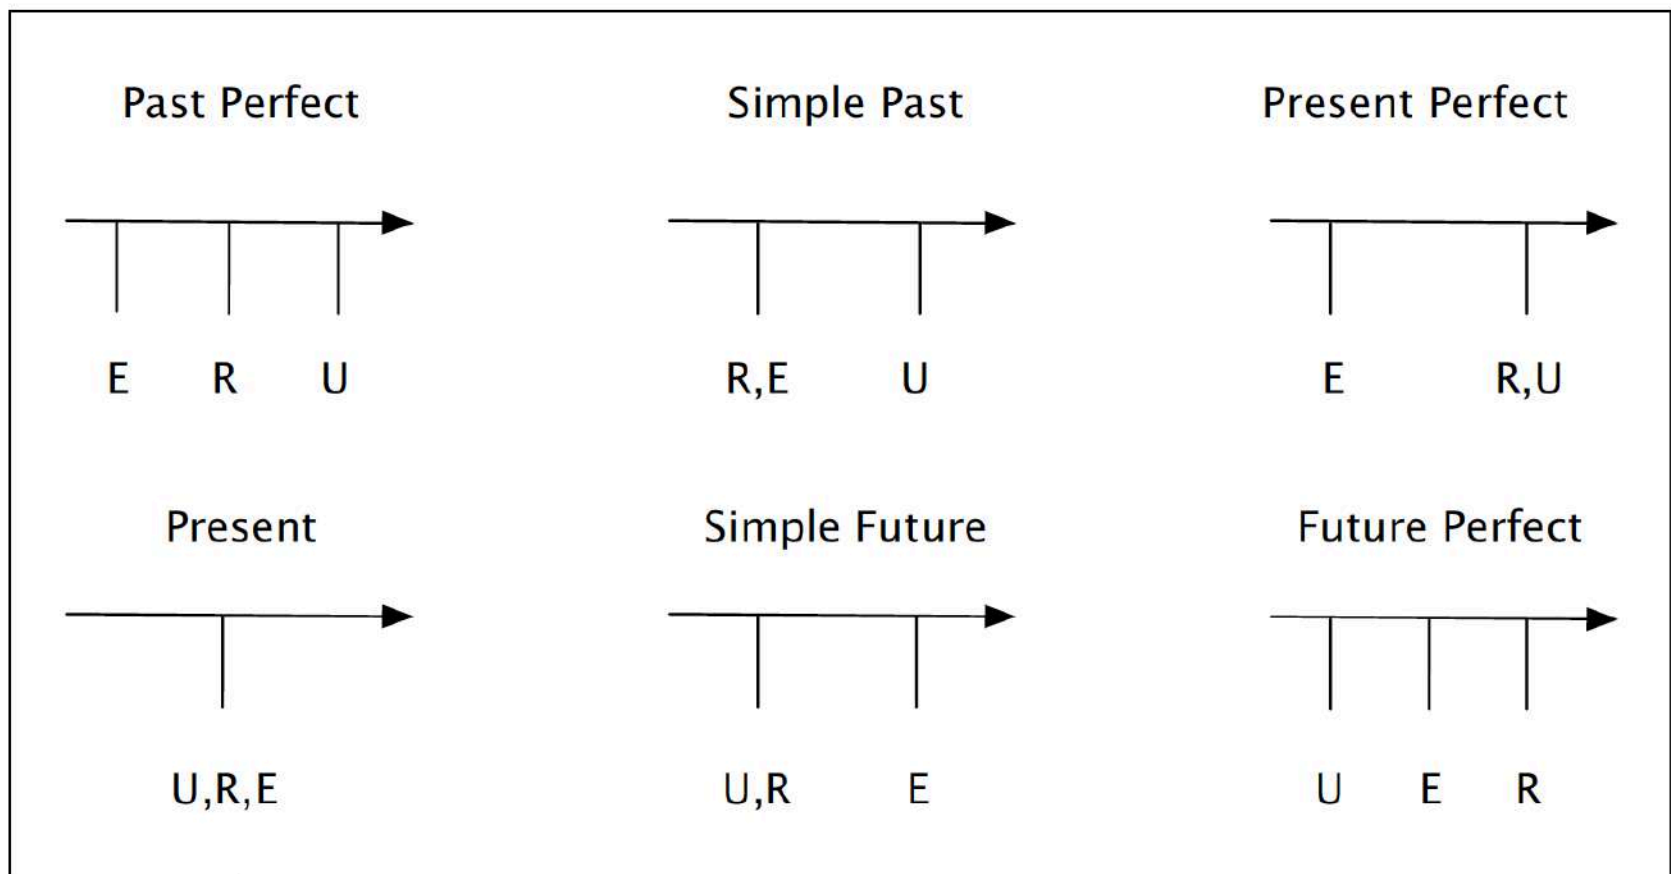 Past Perfect
Simple Past
Present Perfect
E R U
R,E U
E R,U
Present
Simple Future
Future Perfect
U,R,E
U,R E
U E R